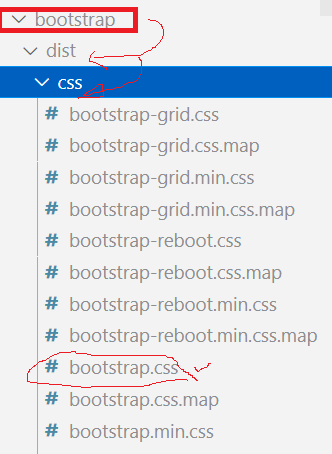 bootstrap
dist
css
# bootstrap-grid.css
# bootstrap-grid.css.map
# bootstrap-grid.min.css
# bootstrap-grid.min.css.map
# bootstrap-reboot.css
# bootstrap-reboot.css.map
# bootstrap-reboot.min.css
# bootstrap-reboot.min.css.map
# bootstrap.css
# bootstrap.css.map
# bootstrap.min.css